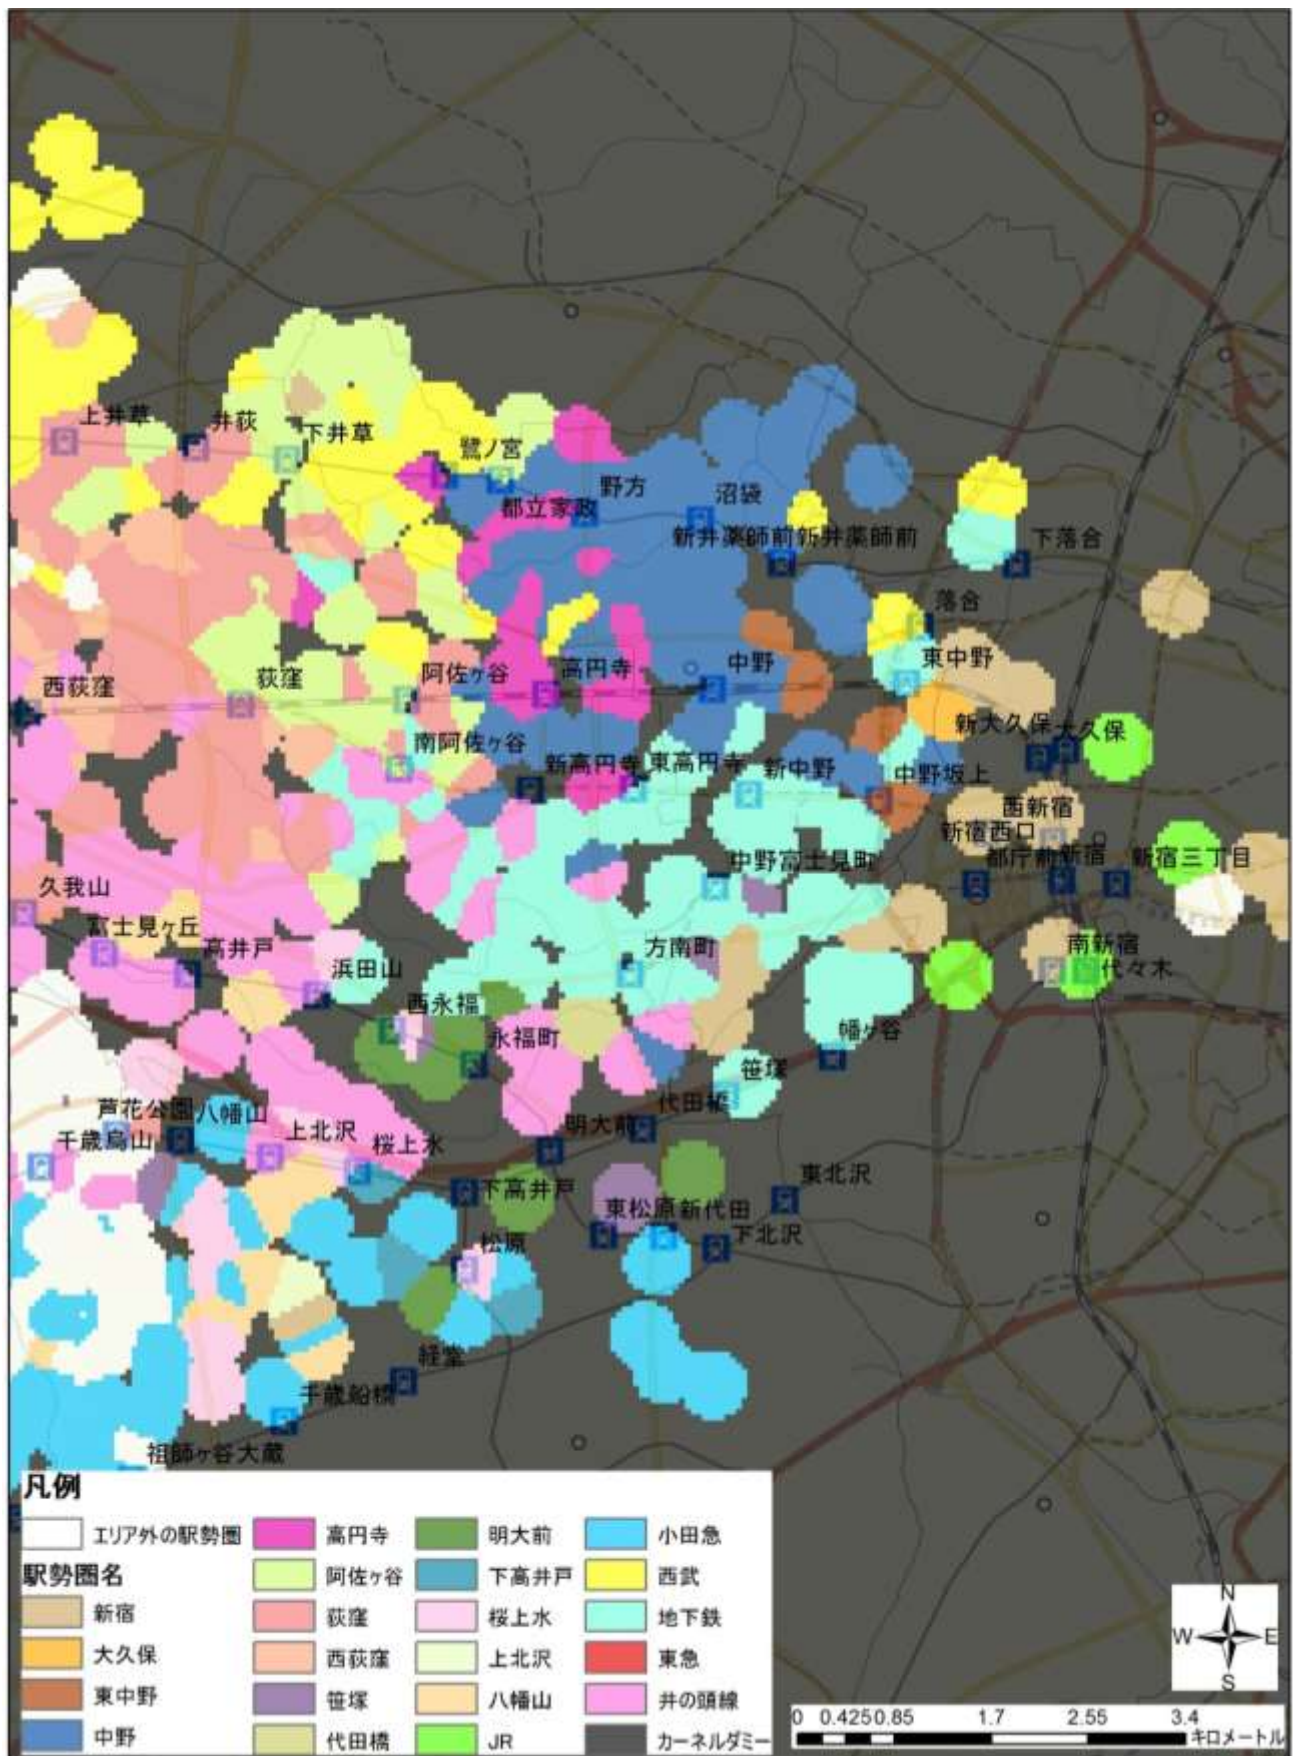 上井草
井荻
下井草
鷺ノ宮
都立家政
野方
沼袋
新井薬師前新井薬師前
下落合
落合
東中野
西荻窪
荻窪
阿佐ヶ谷
高円寺
中野
新大久保
大久保
南阿佐ヶ谷
新高円寺
東高円寺
新中野
中野坂上
西新宿
新宿西口
都庁前
新宿
新宿三丁目
中野富士見町
久我山
富士見ヶ丘
高井戸
浜田山
方南町
南新宿
代々木
西永福
永福町
幡ヶ谷
笹塚
代田橋
明大前
芦花公園
八幡山
千歳烏山
上北沢
桜上水
下高井戸
東北沢
東松原
新代田
下北沢
松原
経堂
千歳船橋
祖師ヶ谷大蔵
凡例
エリア外の駅勢圏
駅勢圏名
新宿
大久保
東中野
中野
高円寺
阿佐ヶ谷
荻窪
西荻窪
笹塚
代田橋
明大前
下高井戸
桜上水
上北沢
八幡山
JR
小田急
西武
地下鉄
東急
井の頭線
カーネルダミー
N
W E
S
0 0.425 0.85 1.7 2.55 3.4
キロメートル